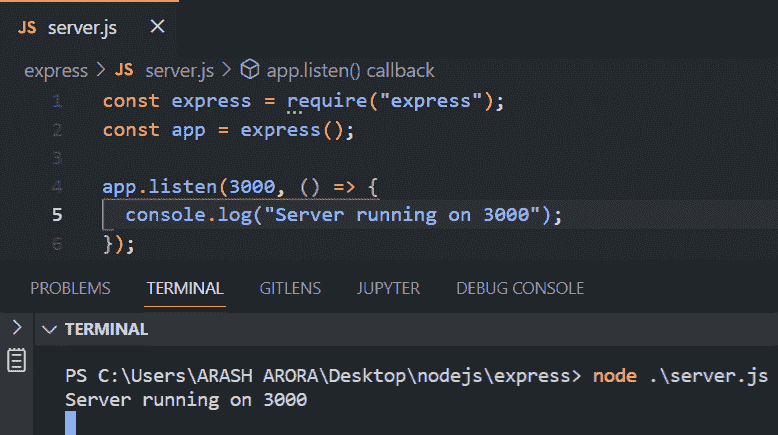 JS server.js ×
express > JS server.js > app.listen() callback
1 const express = require("express");
2 const app = express();
3
4 app.listen(3000, () => {
5 console.log("Server running on 3000");
6 });
PROBLEMS TERMINAL GITLENS JUPYTER DEBUG CONSOLE
TERMINAL
PS C:\Users\ARASH ARORA\Desktop\nodejs\express> node .\server.js
Server running on 3000